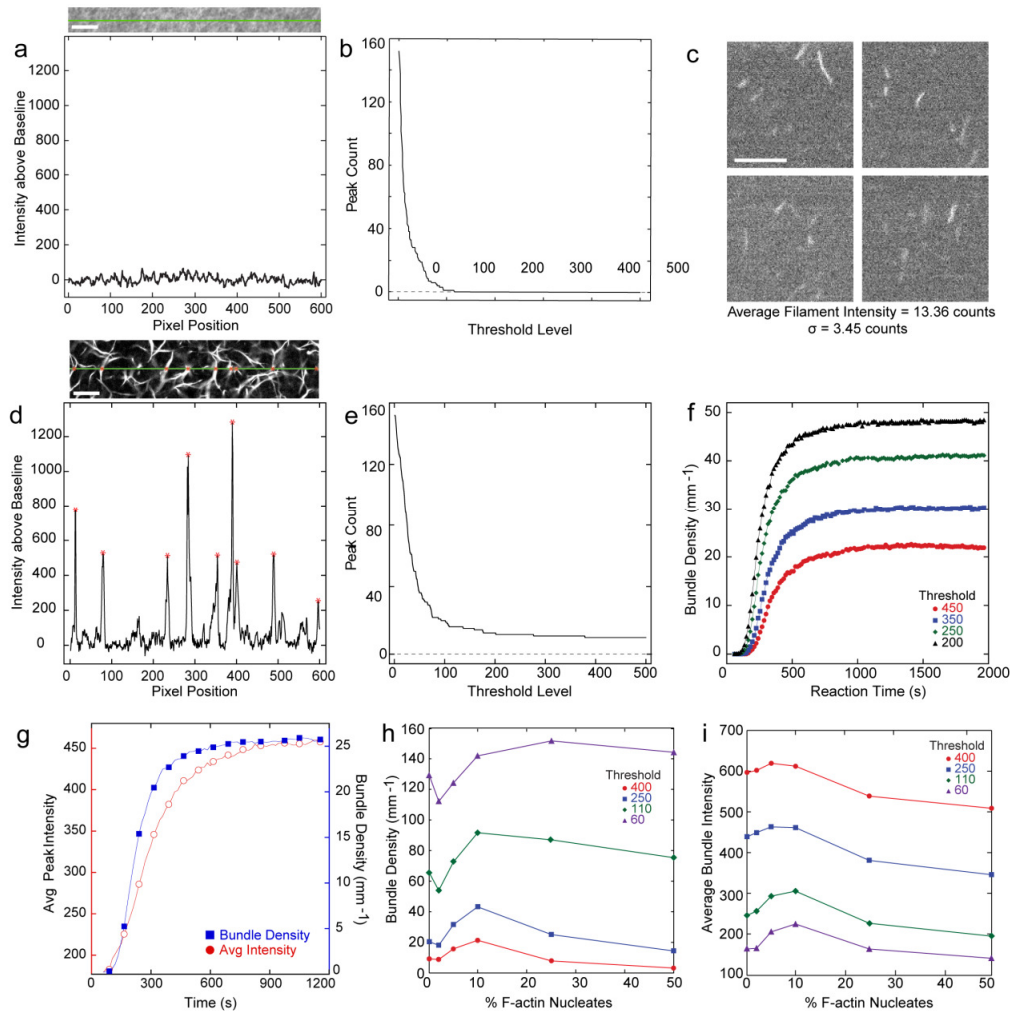 a
Intensity above Baseline
1200
1000
800
600
400
200
0
0 100 200 300 400 500 600
Pixel Position
b
Peak Count
160
120
80
40
0
0 100 200 300 400 500
Threshold Level
c
Average Filament Intensity = 13.36 counts
σ = 3.45 counts
d
Intensity above Baseline
1200
1000
800
600
400
200
0
0 100 200 300 400 500 600
Pixel Position
e
Peak Count
160
120
80
40
0
0 100 200 300 400 500
Threshold Level
f
Bundle Density (mm⁻¹)
50
40
30
20
10
0
Threshold
450
350
250
200
0 500 1000 1500 2000
Reaction Time (s)
g
Avg Peak Intensity
450
400
350
300
250
200
Bundle Density (mm⁻¹)
25
20
15
10
5
0
Bundle Density
Avg Intensity
0 300 600 900 1200
Time (s)
h
Bundle Density (mm⁻¹)
160
140
120
100
80
60
40
20
0
Threshold
400
250
110
60
0 10 20 30 40 50
% F-actin Nucleates
i
Average Bundle Intensity
700
600
500
400
300
200
100
Threshold
400
250
110
60
0 10 20 30 40 50
% F-actin Nucleates